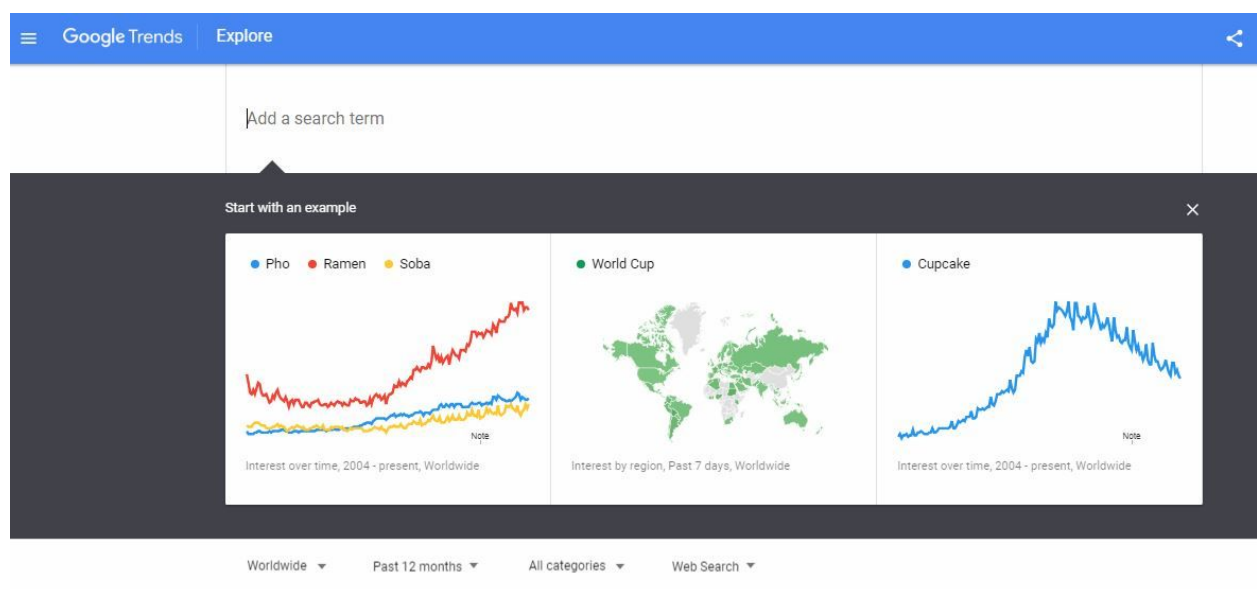 Google Trends Explore
Add a search term
Start with an example
Pho Ramen Soba
Note
Interest over time, 2004 - present, Worldwide
World Cup
Interest by region, Past 7 days, Worldwide
Cupcake
Note
Interest over time, 2004 - present, Worldwide
Worldwide Past 12 months All categories Web Search